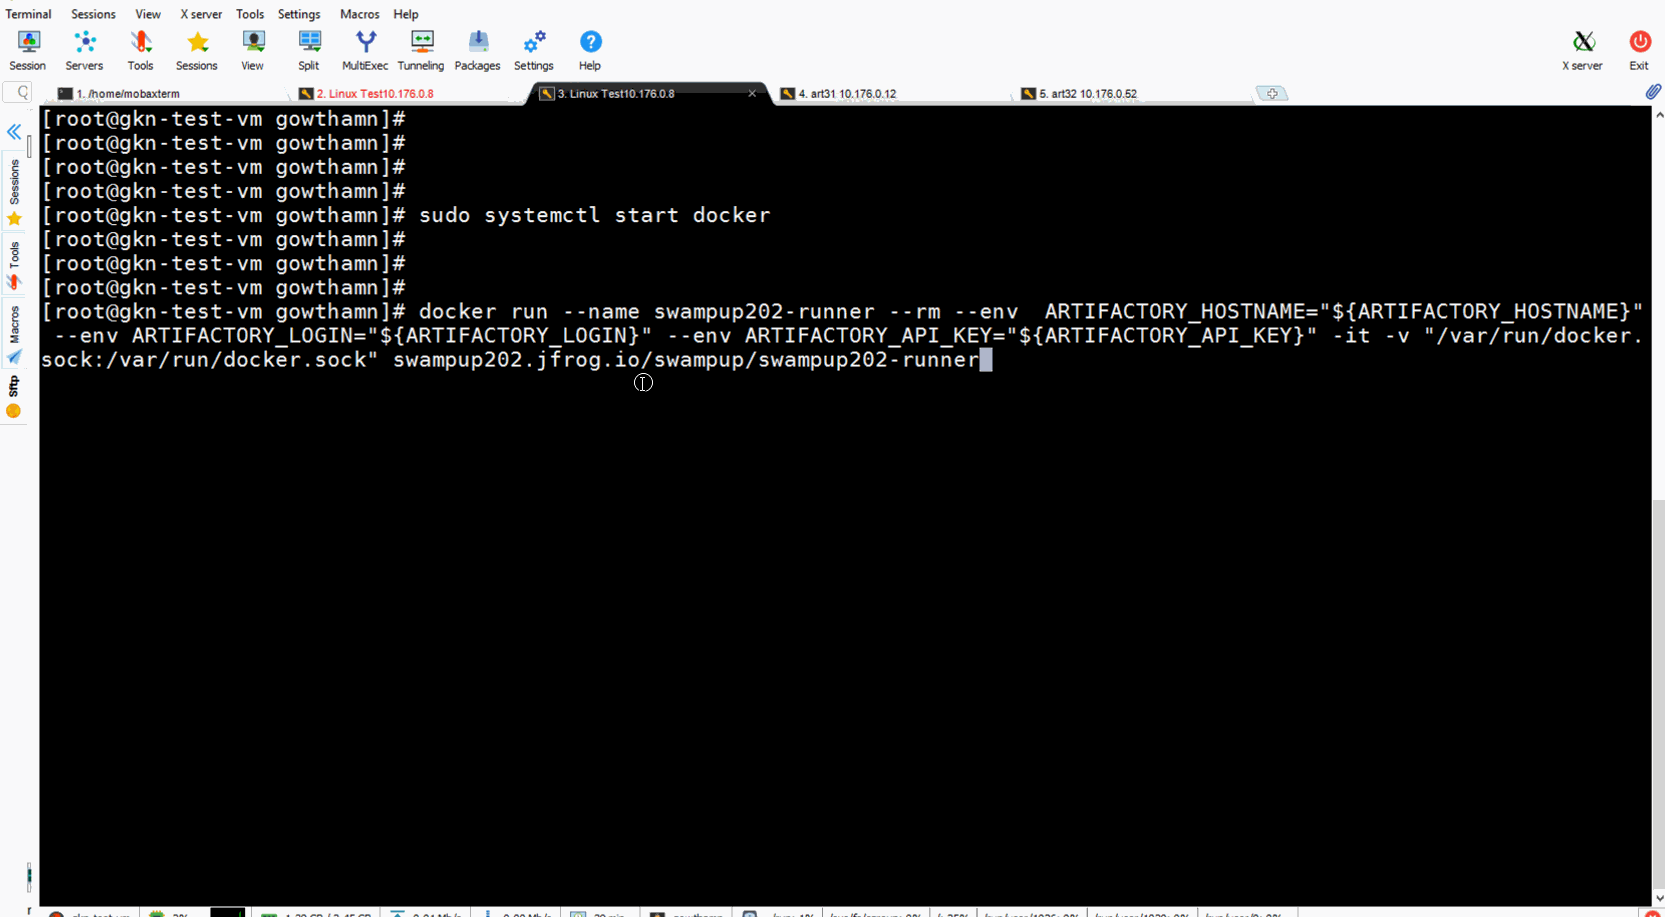 Terminal Sessions View X server Tools Settings Macros Help
Session Servers Tools Sessions View Split MultiExec Tunneling Packages Settings Help X server Exit
1. /home/mobaxterm 2. Linux Test10.176.0.8 3. Linux Test10.176.0.8 4. art31 10.176.0.12 5. art32 10.176.0.52
Sessions
Tools
Macros
Sftp
[root@gkn-test-vm gowthamn]#
[root@gkn-test-vm gowthamn]#
[root@gkn-test-vm gowthamn]#
[root@gkn-test-vm gowthamn]#
[root@gkn-test-vm gowthamn]# sudo systemctl start docker
[root@gkn-test-vm gowthamn]#
[root@gkn-test-vm gowthamn]#
[root@gkn-test-vm gowthamn]#
[root@gkn-test-vm gowthamn]# docker run --name swampup202-runner --rm --env  ARTIFACTORY_HOSTNAME="${ARTIFACTORY_HOSTNAME}"
 --env ARTIFACTORY_LOGIN="${ARTIFACTORY_LOGIN}" --env ARTIFACTORY_API_KEY="${ARTIFACTORY_API_KEY}" -it -v "/var/run/docker.
sock:/var/run/docker.sock" swampup202.jfrog.io/swampup/swampup202-runner